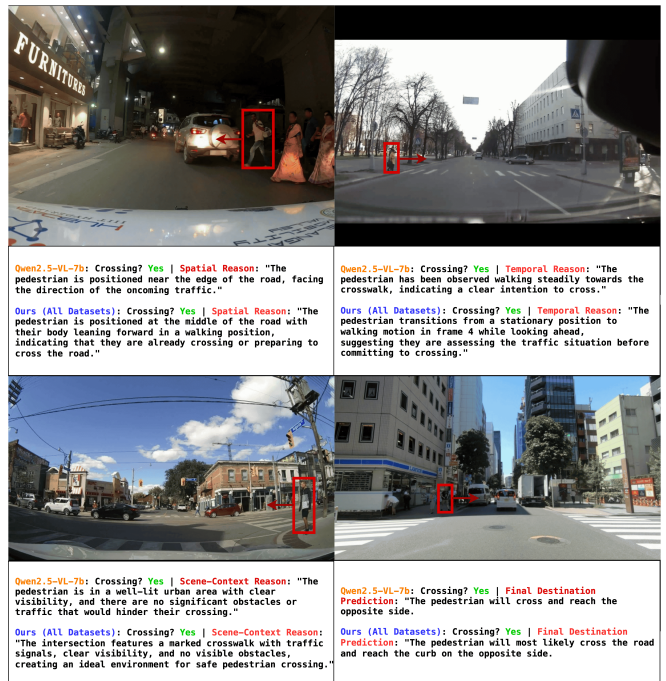 FURNITURES
Qwen2.5-VL-7b: Crossing? Yes | Spatial Reason: "The
pedestrian is positioned near the edge of the road, facing
the direction of the oncoming traffic."
Ours (All Datasets): Crossing? Yes | Spatial Reason: "The
pedestrian is positioned at the middle of the road with
their body leaning forward in a walking position,
indicating that they are already crossing or preparing to
cross the road."
Qwen2.5-VL-7b: Crossing? Yes | Temporal Reason: "The
pedestrian has been observed walking steadily towards the
crosswalk, indicating a clear intention to cross."
Ours (All Datasets): Crossing? Yes | Temporal Reason: "The
pedestrian transitions from a stationary position to
walking motion in frame 4 while looking ahead,
suggesting they are assessing the traffic situation before
committing to crossing."
Qwen2.5-VL-7b: Crossing? Yes | Scene-Context Reason: "The
pedestrian is in a well-lit urban area with clear
visibility, and there are no significant obstacles or
traffic that would hinder their crossing."
Ours (All Datasets): Crossing? Yes | Scene-Context Reason:
"The intersection features a marked crosswalk with traffic
signals, clear visibility, and no visible obstacles,
creating an ideal environment for safe pedestrian crossing."
Qwen2.5-VL-7b: Crossing? Yes | Final Destination
Prediction: "The pedestrian will cross and reach the
opposite side.
Ours (All Datasets): Crossing? Yes | Final Destination
Prediction: "The pedestrian will most likely cross the road
and reach the curb on the opposite side.